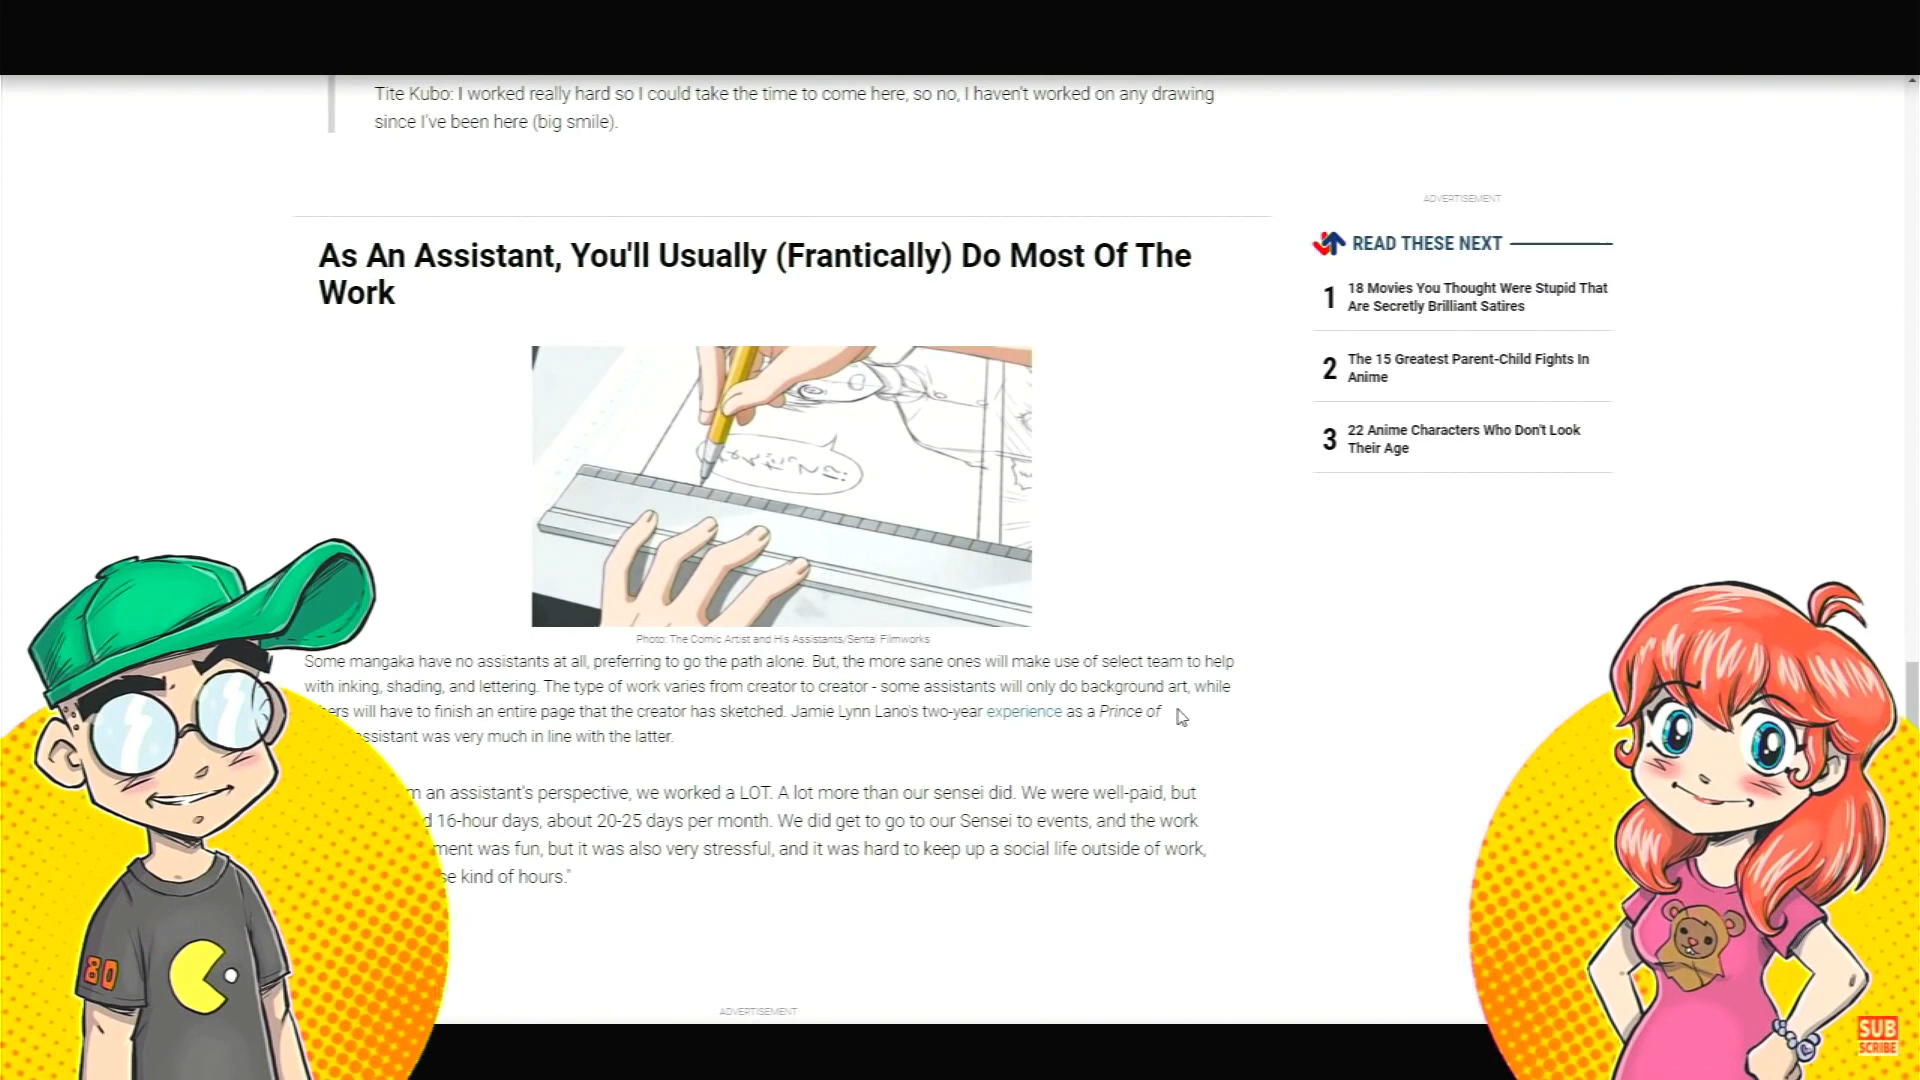 Tite Kubo: I worked really hard so I could take the time to come here, so no, I haven't worked on any drawing
since I've been here (big smile).
ADVERTISEMENT
READ THESE NEXT
1 18 Movies You Thought Were Stupid That
Are Secretly Brilliant Satires
2 The 15 Greatest Parent-Child Fights In
Anime
3 22 Anime Characters Who Don't Look
Their Age
As An Assistant, You'll Usually (Frantically) Do Most Of The
Work
Photo: The Comic Artist and His Assistants/Sentai Filmworks
Some mangaka have no assistants at all, preferring to go the path alone. But, the more sane ones will make use of select team to help
with inking, shading, and lettering. The type of work varies from creator to creator - some assistants will only do background art, while
will have to finish an entire page that the creator has sketched. Jamie Lynn Lano's two-year experience as a Prince of
assistant was very much in line with the latter.
an assistant's perspective, we worked a LOT. A lot more than our sensei did. We were well-paid, but
16-hour days, about 20-25 days per month. We did get to go to our Sensei to events, and the work
was fun, but it was also very stressful, and it was hard to keep up a social life outside of work,
kind of hours."
80
ADVERTISEMENT
SUB
SCRIBE